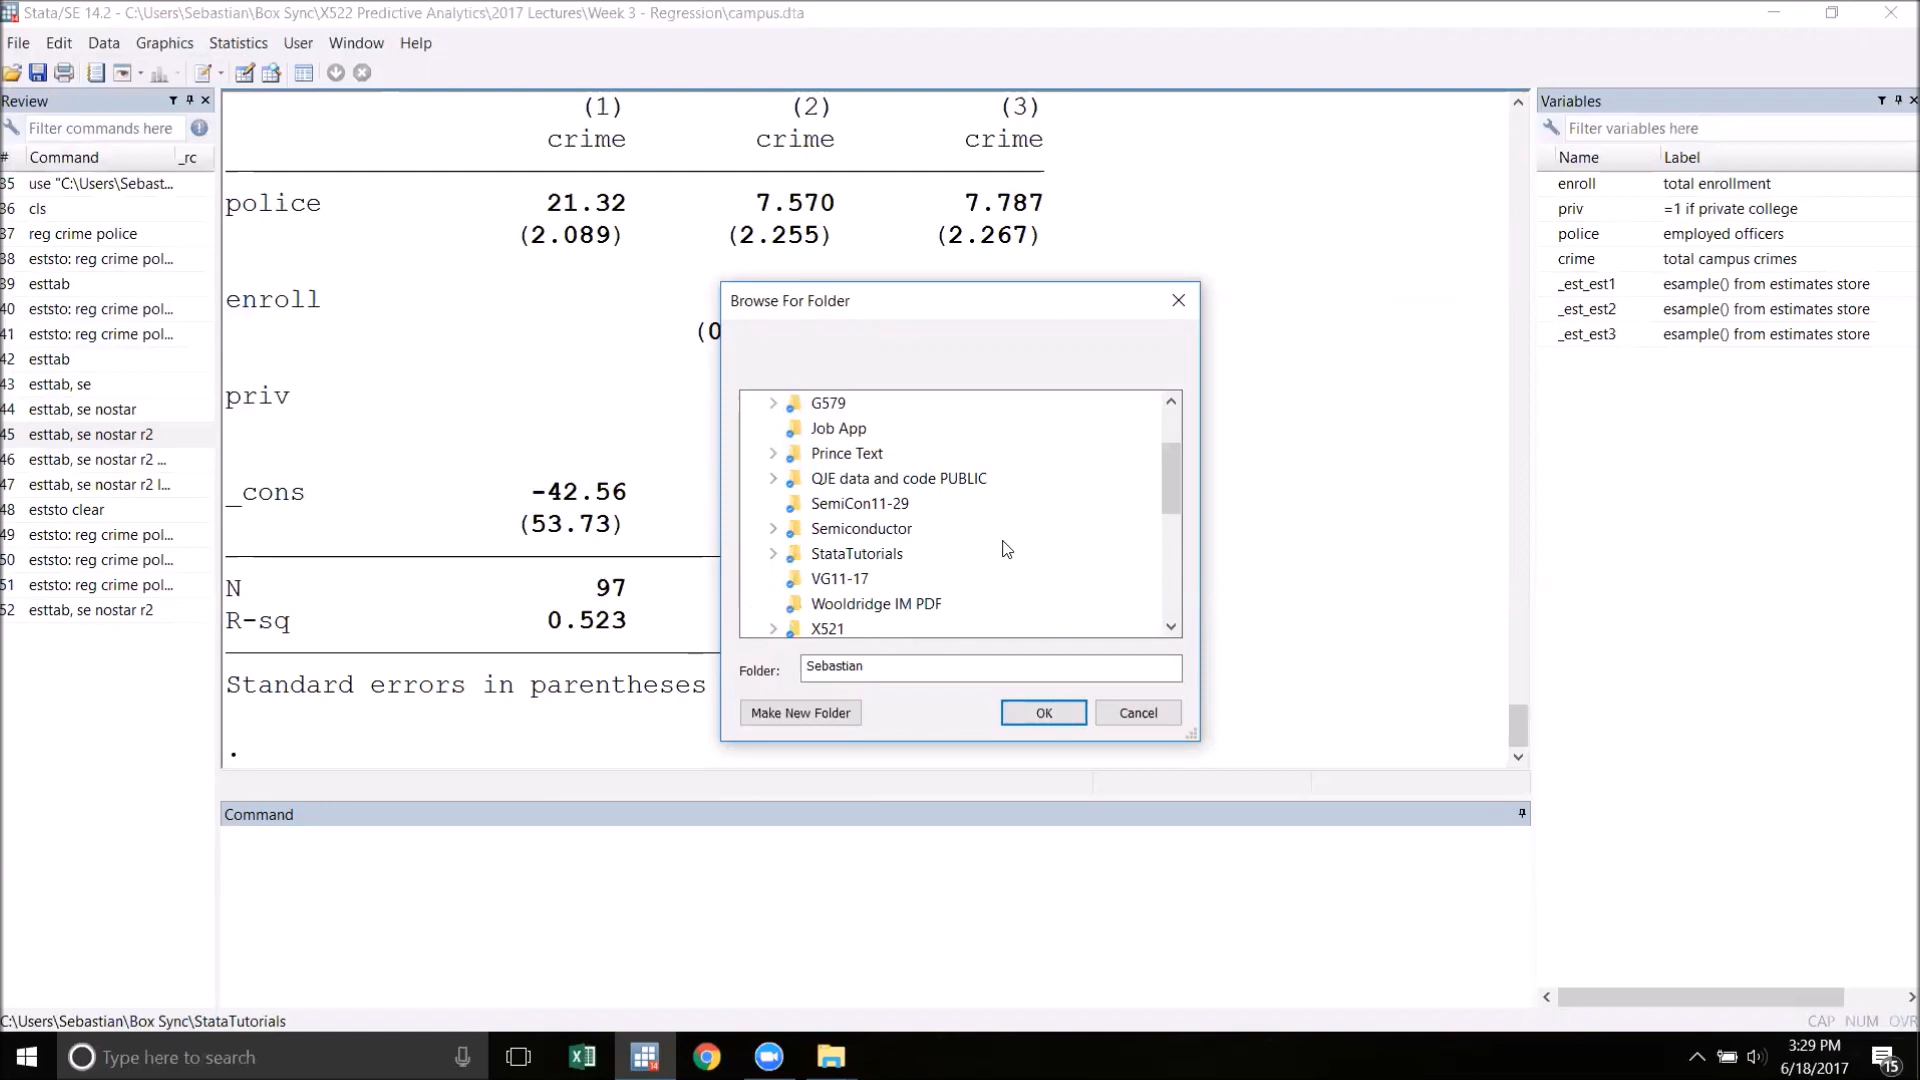 Stata/SE 14.2 - C:\Users\Sebastian\Box Sync\X522 Predictive Analytics\2017 Lectures\Week 3 - Regression\campus.dta
File Edit Data Graphics Statistics User Window Help
Review
Filter commands here
# Command _rc
35 use "C:\Users\Sebast...
36 cls
37 reg crime police
38 eststo: reg crime pol...
39 esttab
40 eststo: reg crime pol...
41 eststo: reg crime pol...
42 esttab
43 esttab, se
44 esttab, se nostar
45 esttab, se nostar r2
46 esttab, se nostar r2 ...
47 esttab, se nostar r2 l...
48 eststo clear
49 eststo: reg crime pol...
50 eststo: reg crime pol...
51 eststo: reg crime pol...
52 esttab, se nostar r2
(1) (2) (3)
crime crime crime
police 21.32 7.570 7.787
(2.089) (2.255) (2.267)
enroll
(0
priv
_cons -42.56
(53.73)
N 97
R-sq 0.523
Standard errors in parentheses
.
Browse For Folder
G579
Job App
Prince Text
QJE data and code PUBLIC
SemiCon11-29
Semiconductor
StataTutorials
VG11-17
Wooldridge IM PDF
X521
Folder: Sebastian
Make New Folder OK Cancel
Command
Variables
Filter variables here
Name Label
enroll total enrollment
priv =1 if private college
police employed officers
crime total campus crimes
_est_est1 esample() from estimates store
_est_est2 esample() from estimates store
_est_est3 esample() from estimates store
C:\Users\Sebastian\Box Sync\StataTutorials
CAP NUM OVR
Type here to search
14
3:29 PM
6/18/2017
15